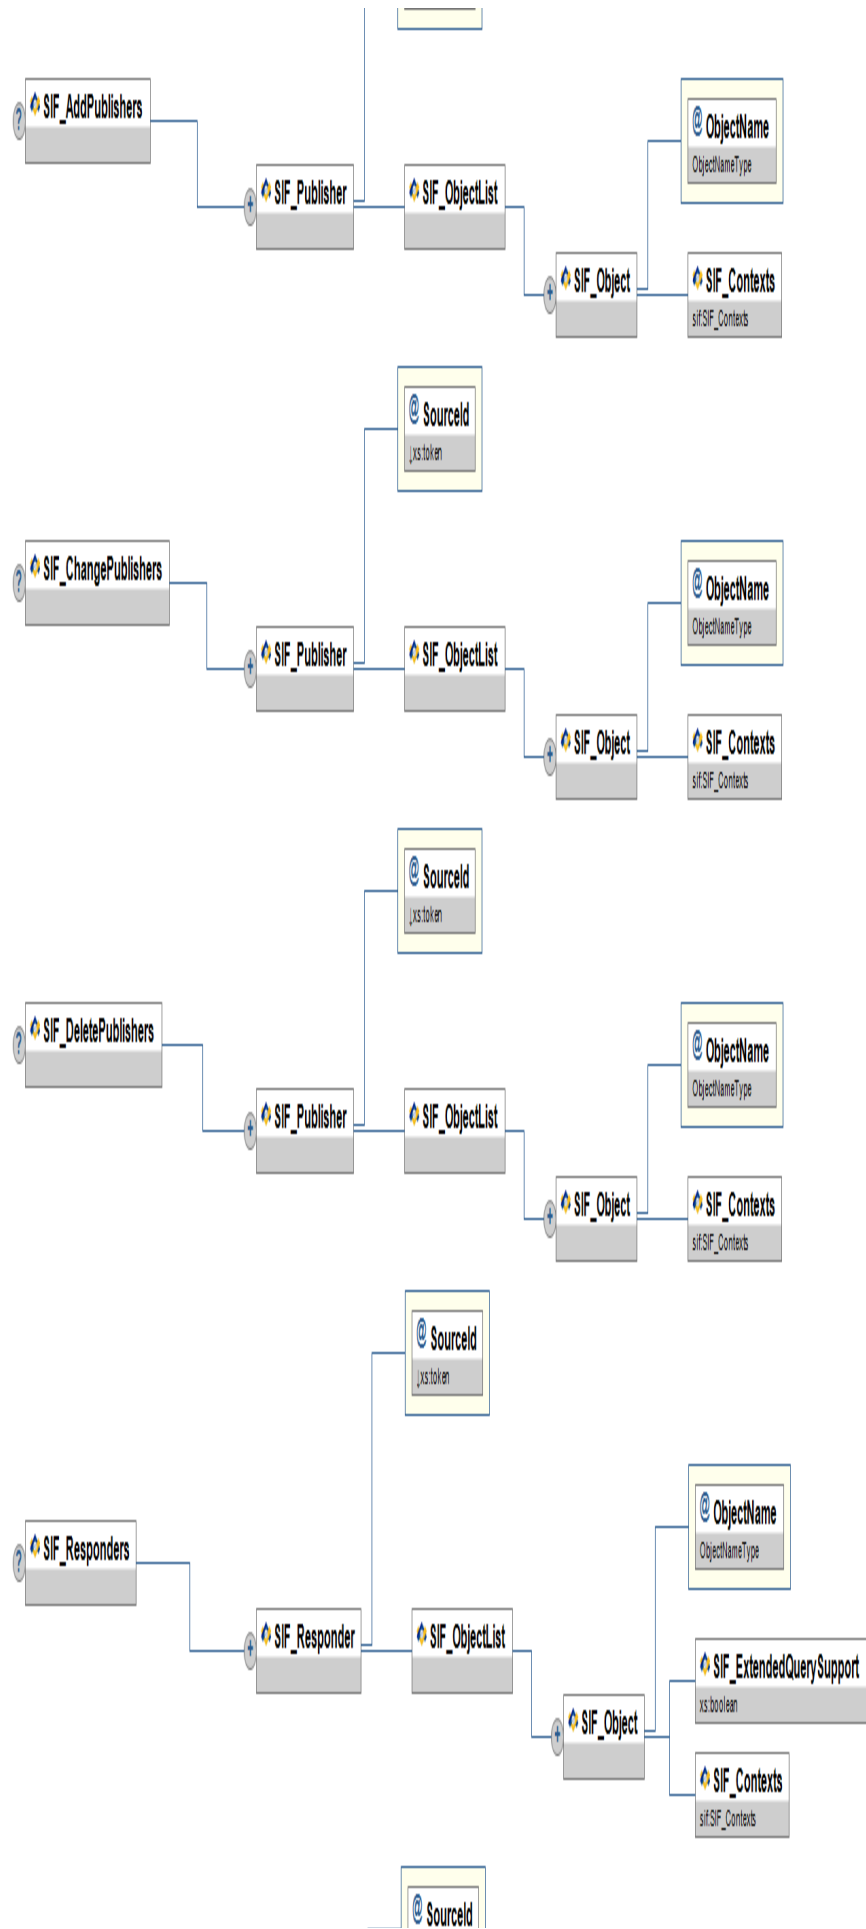 ? SIF_AddPublishers
@ ObjectName
ObjectNameType
+ SIF_Publisher
SIF_ObjectList
+ SIF_Object
SIF_Contexts
sif:SIF_Contexts
@ SourceId
xs:token
? SIF_ChangePublishers
@ ObjectName
ObjectNameType
+ SIF_Publisher
SIF_ObjectList
+ SIF_Object
SIF_Contexts
sif:SIF_Contexts
@ SourceId
xs:token
? SIF_DeletePublishers
@ ObjectName
ObjectNameType
+ SIF_Publisher
SIF_ObjectList
+ SIF_Object
SIF_Contexts
sif:SIF_Contexts
@ SourceId
xs:token
? SIF_Responders
@ ObjectName
ObjectNameType
+ SIF_Responder
SIF_ObjectList
SIF_ExtendedQuerySupport
xs:boolean
+ SIF_Object
SIF_Contexts
sif:SIF_Contexts
@ SourceId